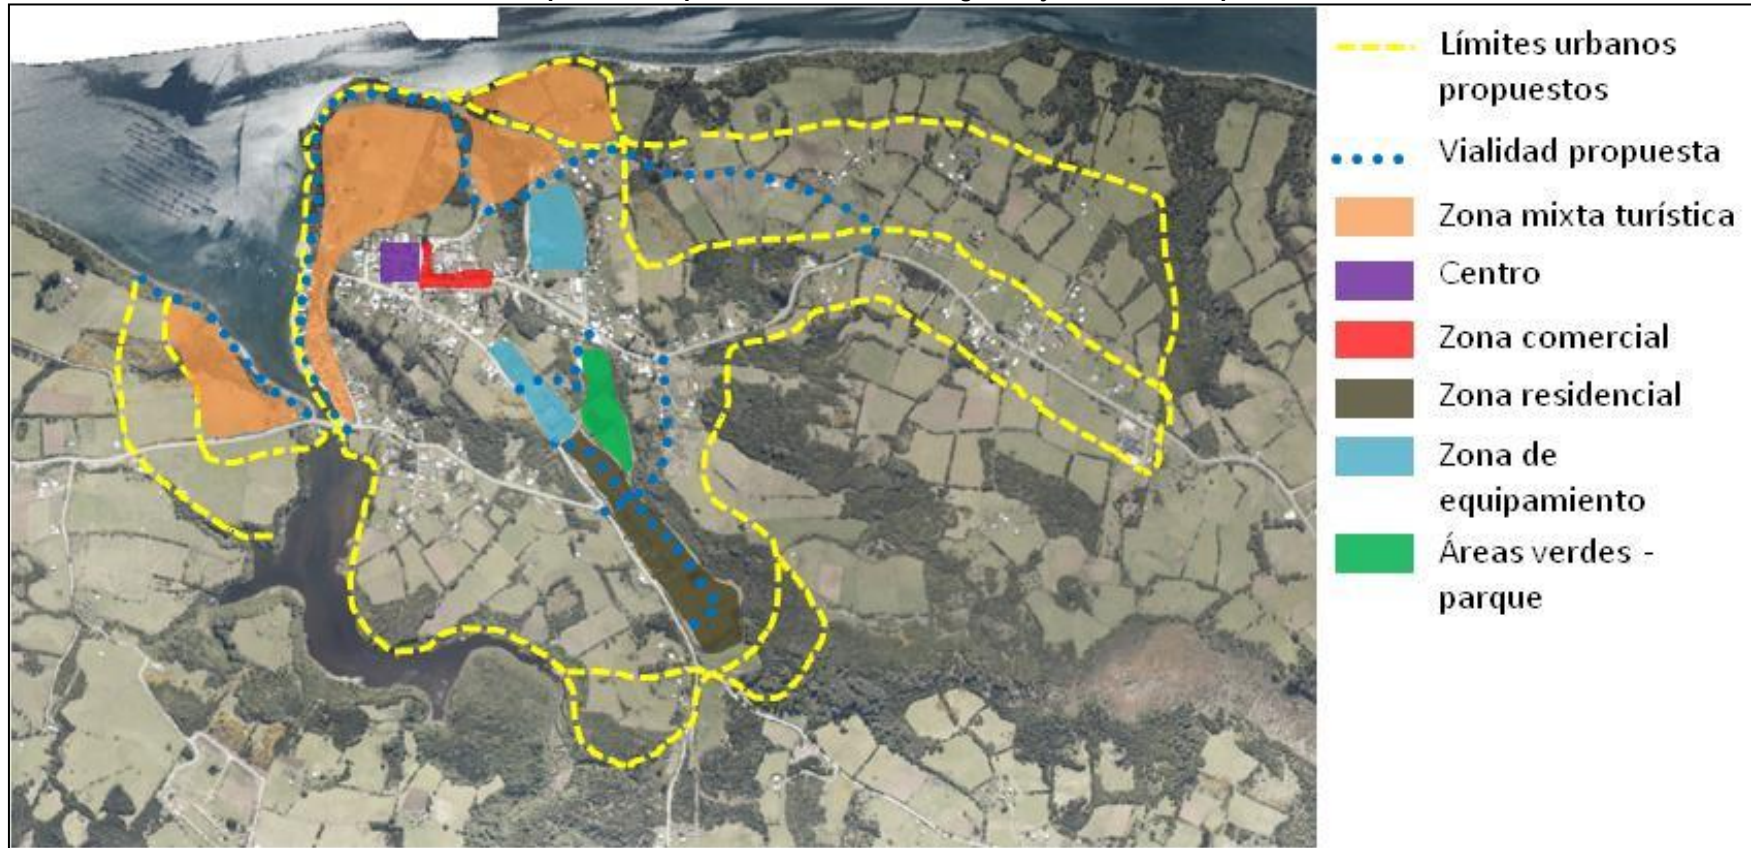 Límites urbanos
propuestos
Vialidad propuesta
Zona mixta turística
Centro
Zona comercial
Zona residencial
Zona de
equipamiento
Áreas verdes -
parque